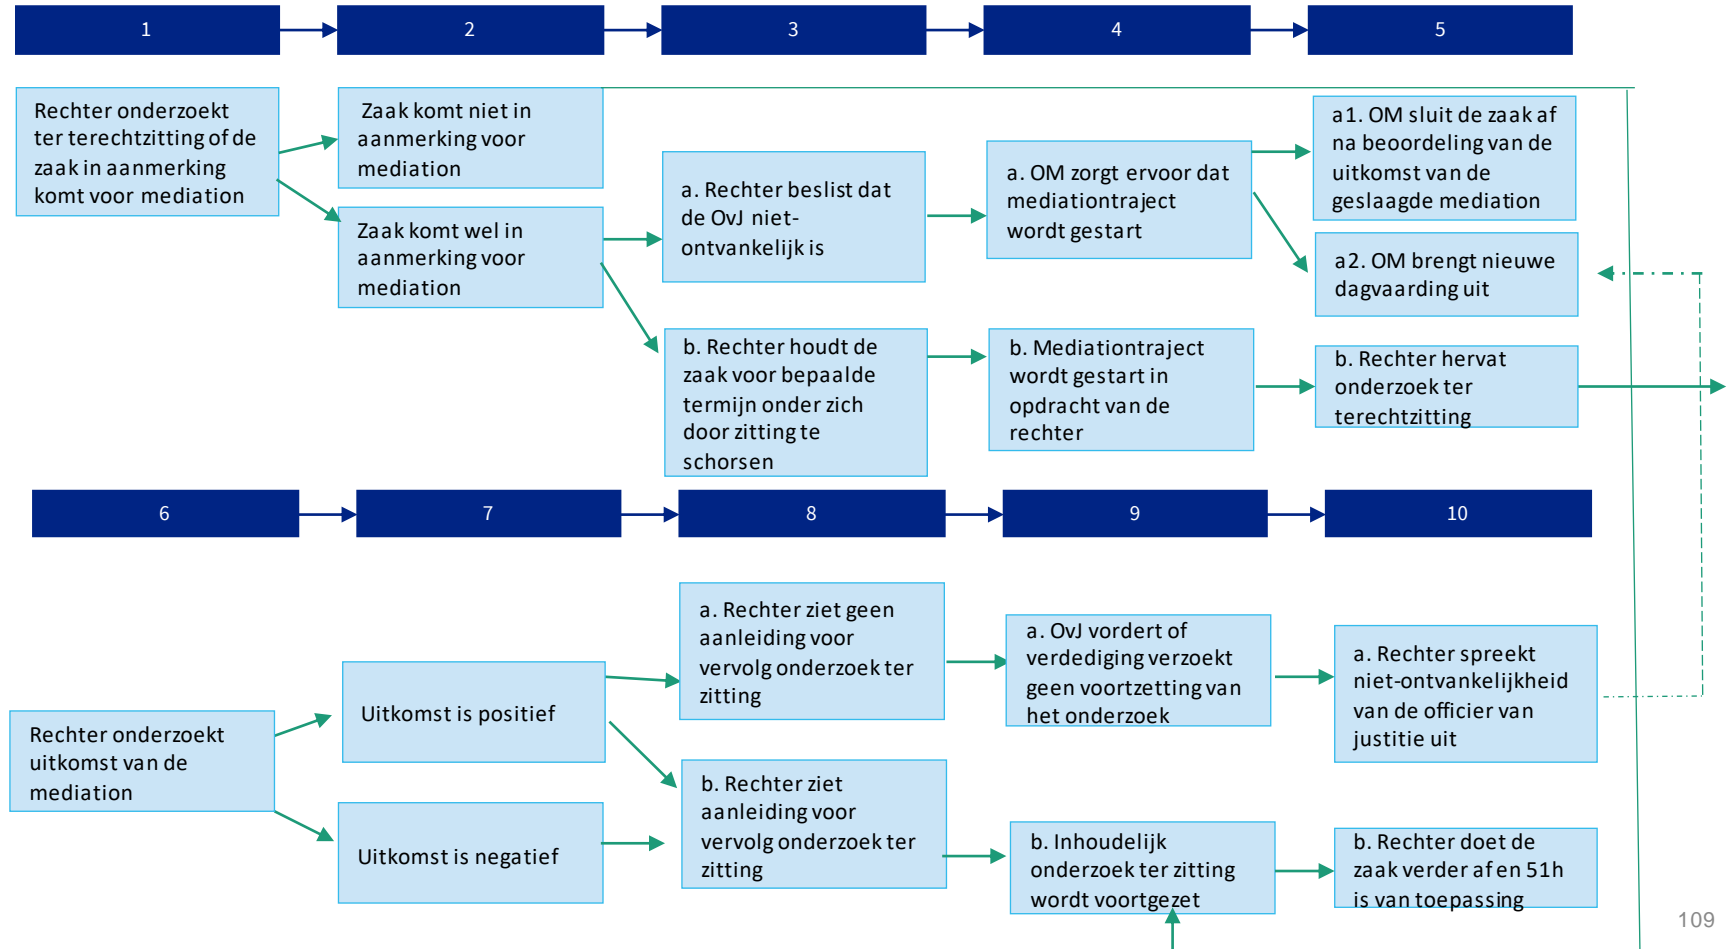 1
2
3
4
5
Rechter onderzoekt
ter terechtzitting of de
zaak in aanmerking
komt voor mediation
Zaak komt niet in
aanmerking voor
mediation
Zaak komt wel in
aanmerking voor
mediation
a. Rechter beslist dat
de OvJ niet-
ontvankelijk is
b. Rechter houdt de
zaak voor bepaalde
termijn onder zich
door zitting te
schorsen
a. OM zorgt ervoor dat
mediationtraject
wordt gestart
b. Mediationtraject
wordt gestart in
opdracht van de
rechter
a1. OM sluit de zaak af
na beoordeling van de
uitkomst van de
geslaagde mediation
a2. OM brengt nieuwe
dagvaarding uit
b. Rechter hervat
onderzoek ter
terechtzitting
6
7
8
9
10
Rechter onderzoekt
uitkomst van de
mediation
Uitkomst is positief
Uitkomst is negatief
a. Rechter ziet geen
aanleiding voor
vervolg onderzoek ter
zitting
b. Rechter ziet
aanleiding voor
vervolg onderzoek ter
zitting
a. OvJ vordert of
verdediging verzoekt
geen voortzetting van
het onderzoek
b. Inhoudelijk
onderzoek ter zitting
wordt voortgezet
a. Rechter spreekt
niet-ontvankelijkheid
van de officier van
justitie uit
b. Rechter doet de
zaak verder af en 51h
is van toepassing
109